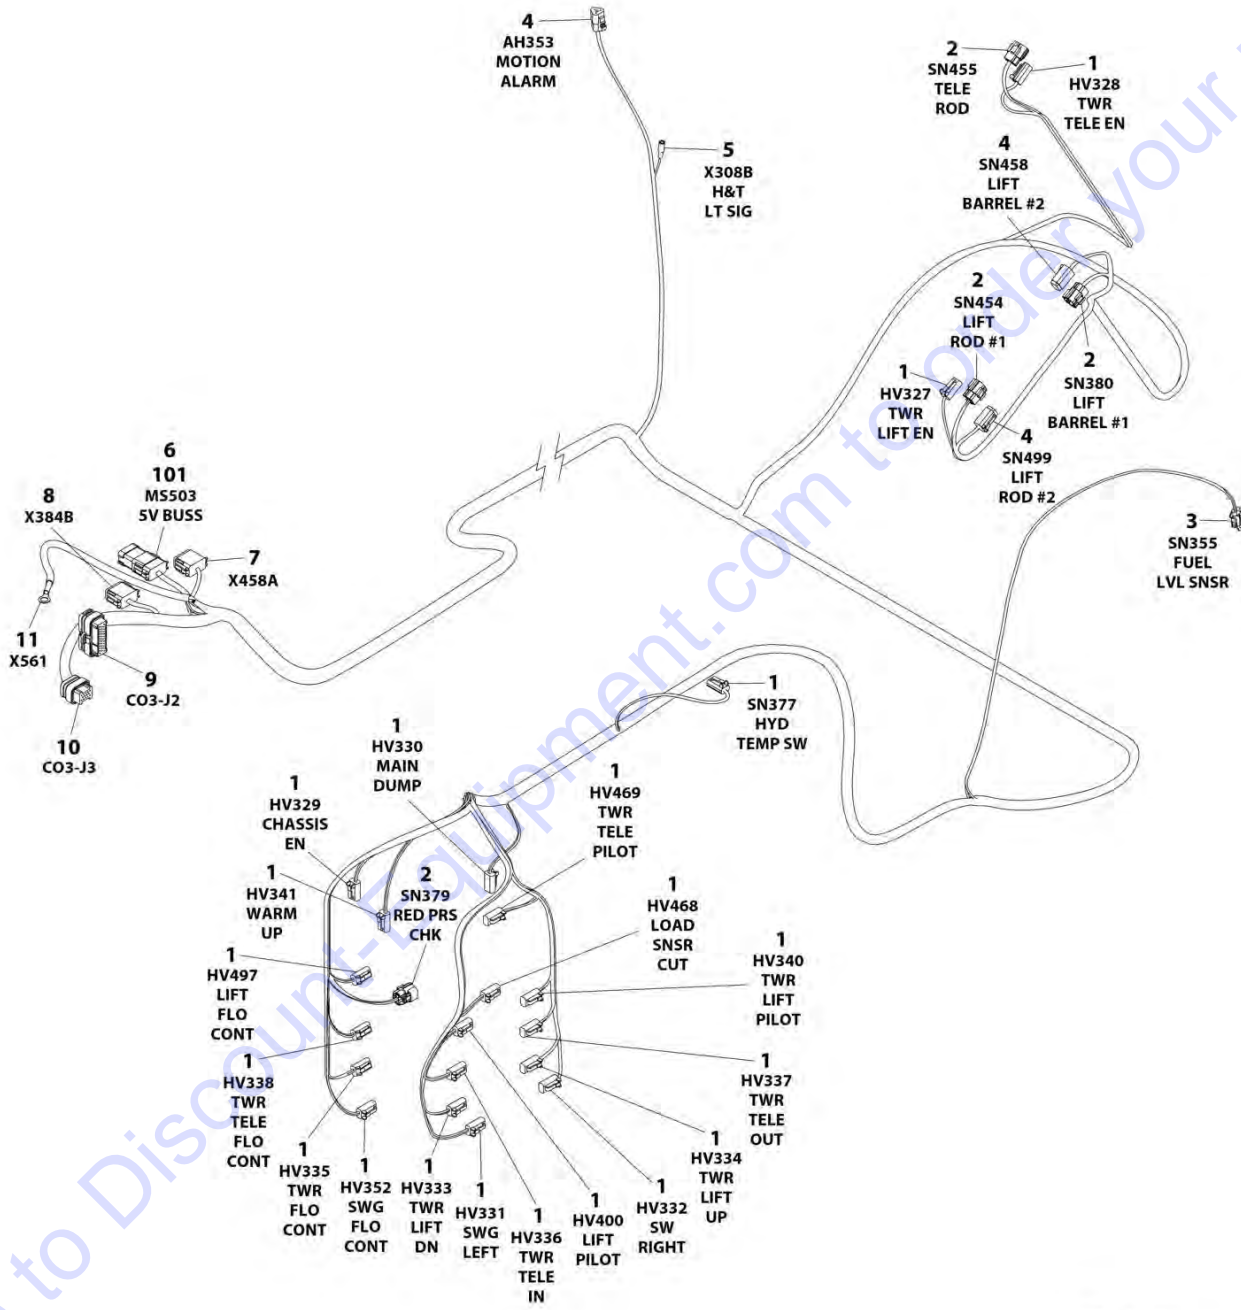 4
AH353
MOTION
ALARM
2
SN455
TELE
ROD
1
HV328
TWR
TELE EN
5
X308B
H&T
LT SIG
4
SN458
LIFT
BARREL #2
2
SN454
LIFT
ROD #1
1
HV327
TWR
LIFT EN
2
SN380
LIFT
BARREL #1
4
SN499
LIFT
ROD #2
3
SN355
FUEL
LVL SNSR
6
101
MS503
5V BUSS
8
X384B
7
X458A
11
X561
9
CO3-J2
10
CO3-J3
1
SN377
HYD
TEMP SW
1
HV330
MAIN
DUMP
1
HV329
CHASSIS
EN
1
HV469
TWR
TELE
PILOT
1
HV341
WARM
UP
2
SN379
RED PRS
CHK
1
HV468
LOAD
SNSR
CUT
1
HV497
LIFT
FLO
CONT
1
HV340
TWR
LIFT
PILOT
1
HV338
TWR
TELE
FLO
CONT
1
HV337
TWR
TELE
OUT
1
HV335
TWR
FLO
CONT
1
HV352
SWG
FLO
CONT
1
HV333
TWR
LIFT
DN
1
HV331
SWG
LEFT
1
HV336
TWR
TELE
IN
1
HV400
LIFT
PILOT
1
HV332
SW
RIGHT
1
HV334
TWR
LIFT
UP
to Discount-Equipment.com to order your